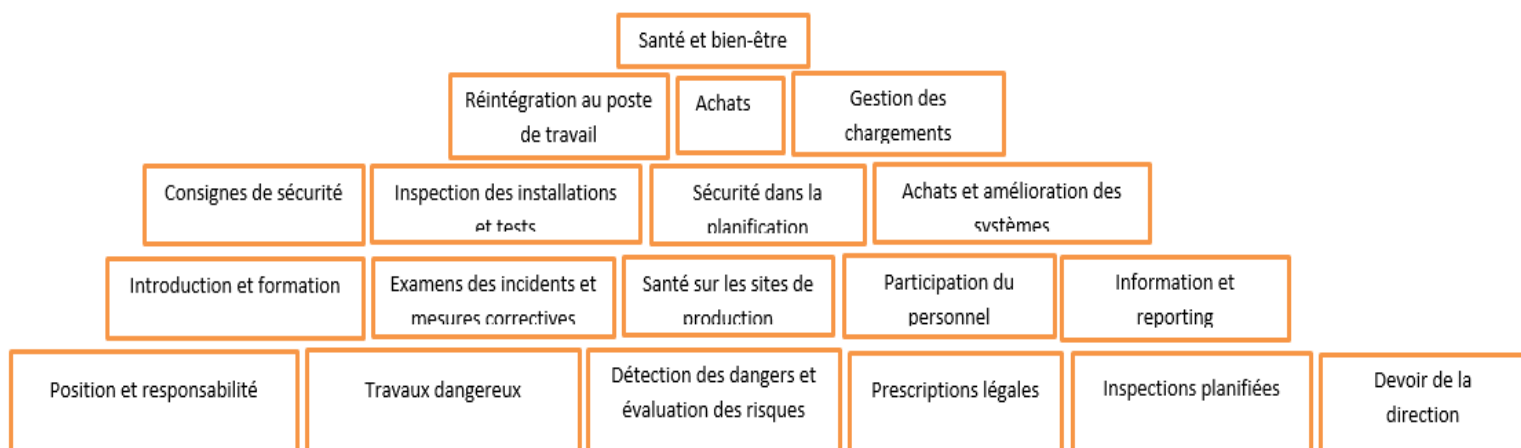 Santé et bien-être
Réintégration au poste
de travail
Achats
Gestion des
chargements
Consignes de sécurité
Inspection des installations
et tests
Sécurité dans la
planification
Achats et amélioration des
systèmes
Introduction et formation
Examens des incidents et
mesures correctives
Santé sur les sites de
production
Participation du
personnel
Information et
reporting
Position et responsabilité
Travaux dangereux
Détection des dangers et
évaluation des risques
Prescriptions légales
Inspections planifiées
Devoir de la
direction